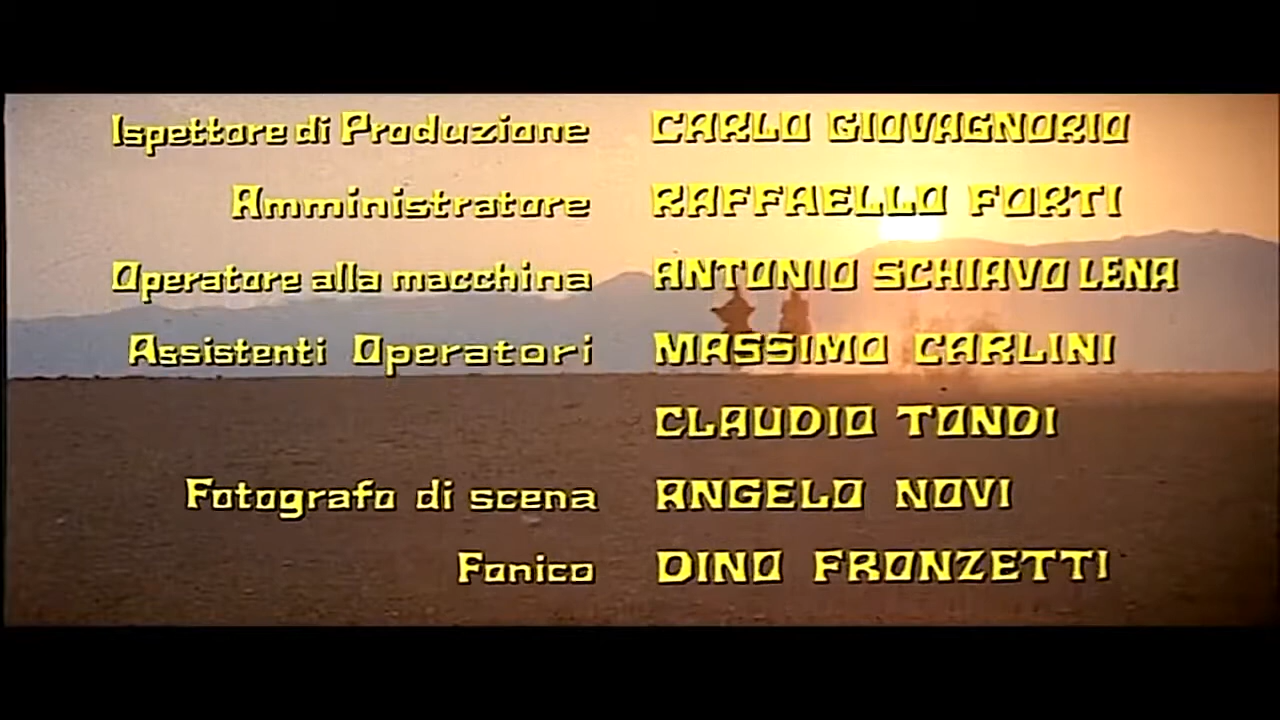 Ispettore di Produzione CARLO GIOVAGNORIO
Amministratore RAFFAELLO FORTI
Operatore alla macchina ANTONIO SCHIAVO LENA
Assistenti Operatori MASSIMO CARLINI
CLAUDIO TONDI
Fotografo di scena ANGELO NOVI
Fonico DINO FRONZETTI